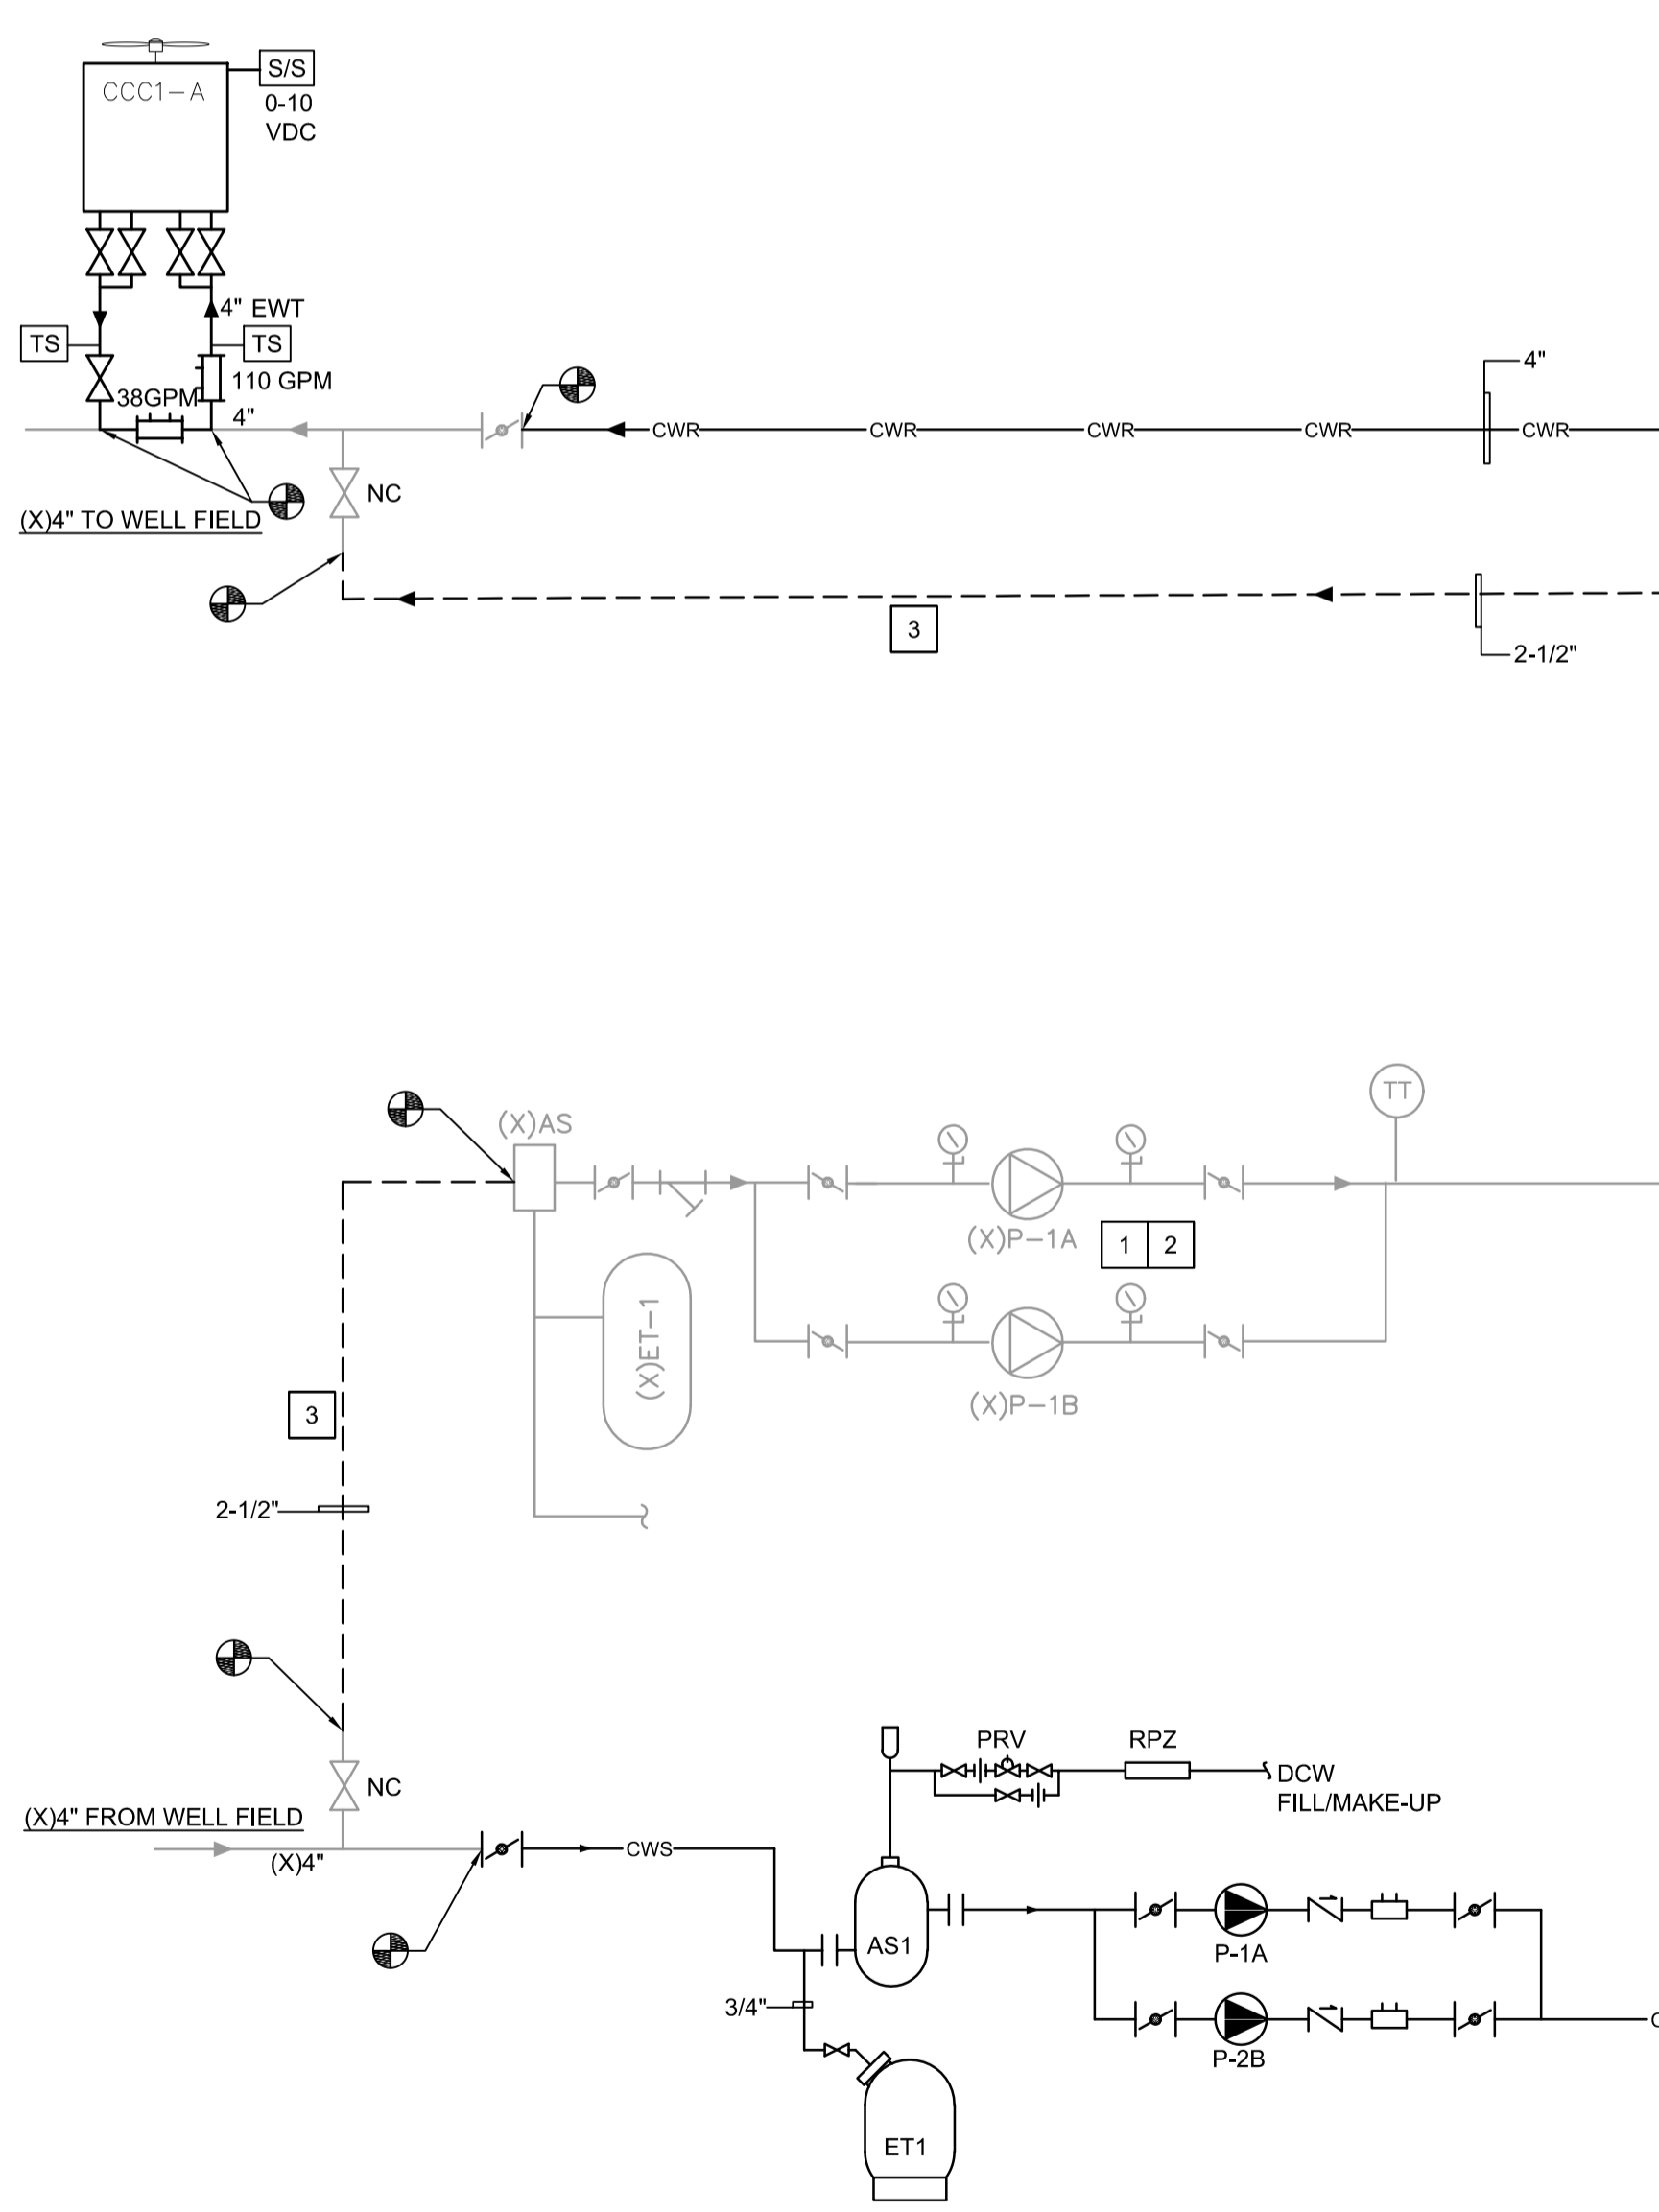 S/S
CCC1-A
0-10
VDC
4" EWT
TS
TS
110 GPM
38GPM
4"
4"
CWR
CWR
CWR
CWR
CWR
NC
(X)4" TO WELL FIELD
3
2-1/2"
TT
(X)AS
(X)P-1A
1
2
(X)ET-1
(X)P-1B
3
2-1/2"
PRV
RPZ
DCW
FILL/MAKE-UP
NC
(X)4" FROM WELL FIELD
(X)4"
CWS
AS1
P-1A
3/4"
P-2B
ET1